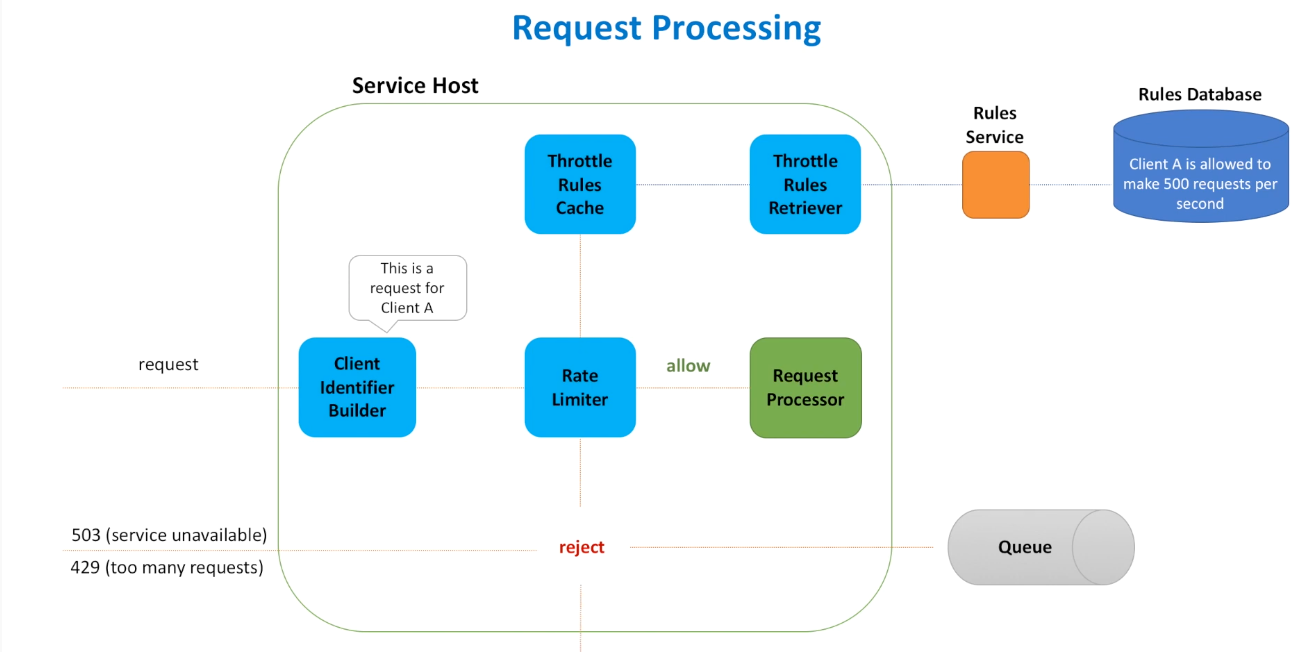 Request Processing
Service Host
Rules Database
Rules
Service
Throttle
Rules
Cache
Throttle
Rules
Retriever
Client A is allowed to
make 500 requests per
second
This is a
request for
Client A
request
Client
Identifier
Builder
Rate
Limiter
allow
Request
Processor
503 (service unavailable)
429 (too many requests)
reject
Queue